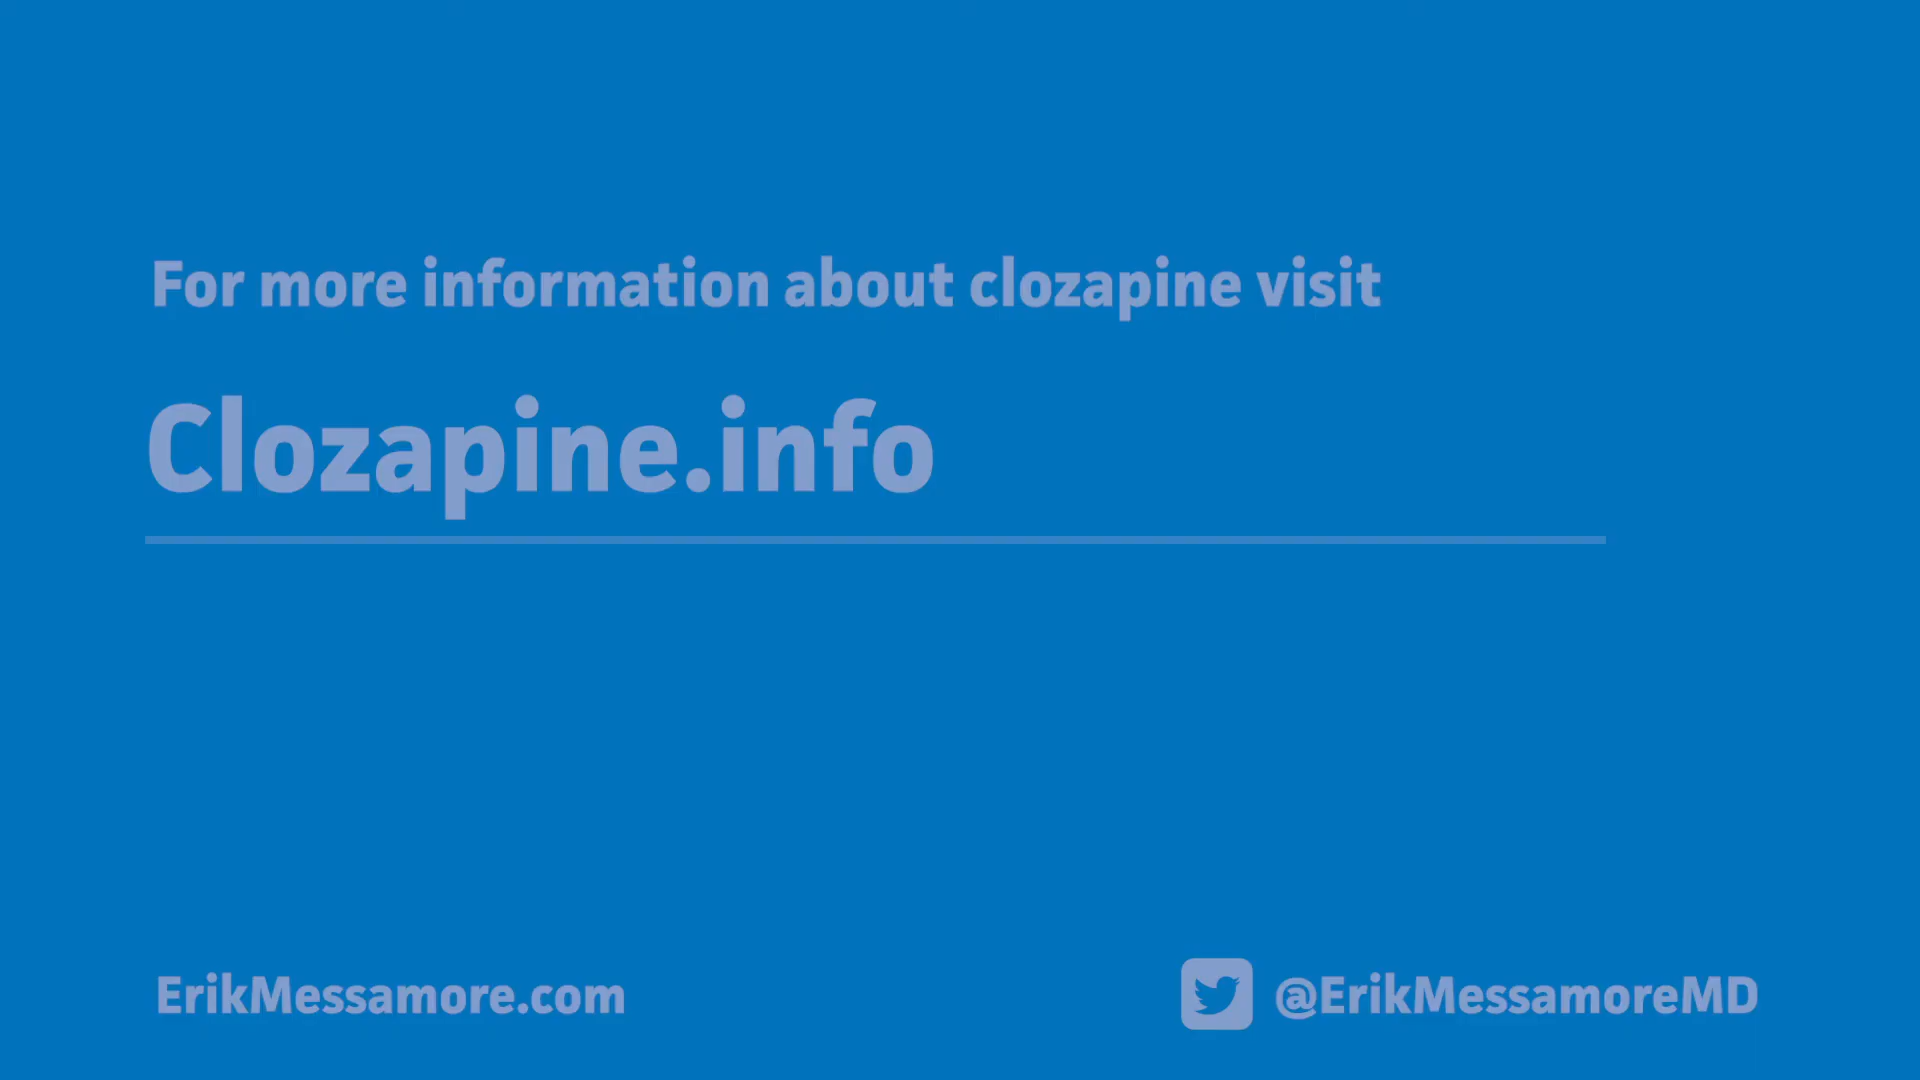 For more information about clozapine visit
Clozapine.info
ErikMessamore.com
@ErikMessamoreMD